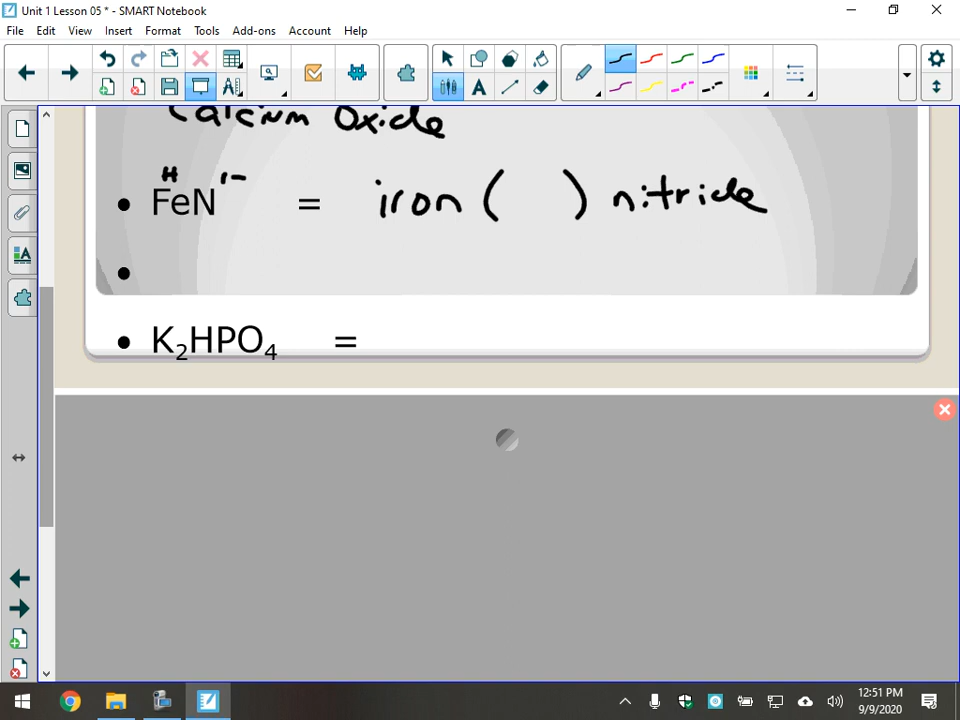 Unit 1 Lesson 05 * - SMART Notebook
File Edit View Insert Format Tools Add-ons Account Help
Calcium Oxide
1-
• FeN = iron ( ) nitride
•
• K₂HPO₄ =
12:51 PM
9/9/2020